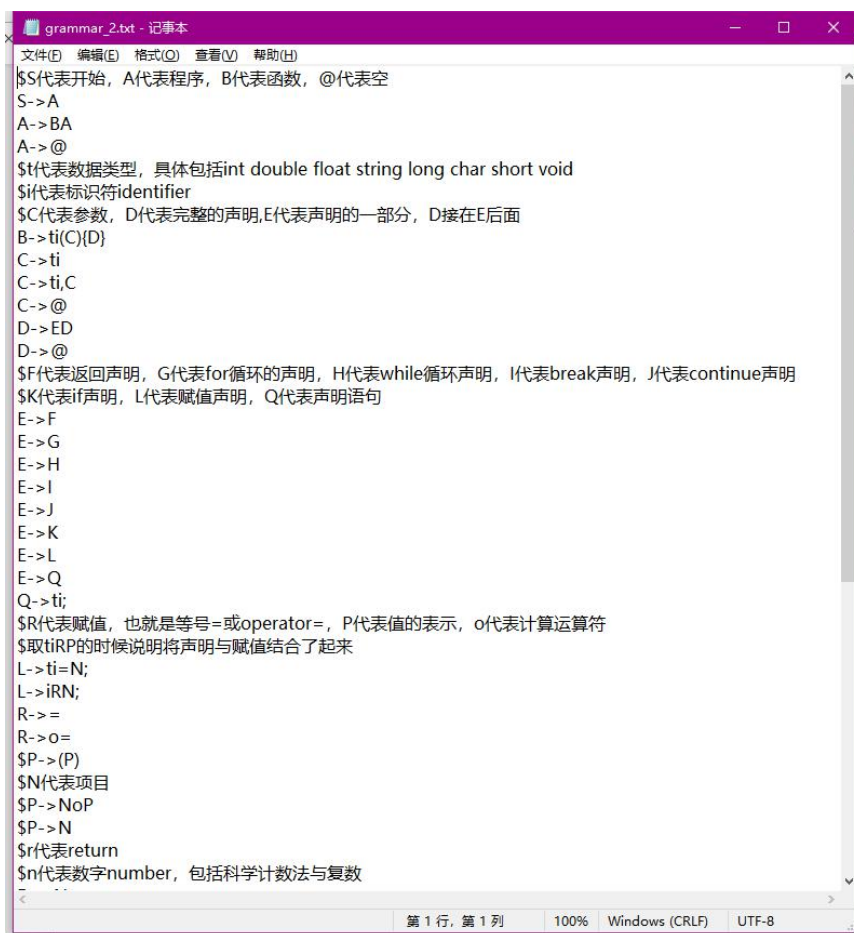 grammar_2.txt - 记事本
文件(F) 编辑(E) 格式(O) 查看(V) 帮助(H)
$S代表开始，A代表程序，B代表函数，@代表空
S->A
A->BA
A->@
$t代表数据类型，具体包括int double float string long char short void
$i代表标识符identifier
$C代表参数，D代表完整的声明,E代表声明的一部分，D接在E后面
B->ti(C){D}
C->ti
C->ti,C
C->@
D->ED
D->@
$F代表返回声明，G代表for循环的声明，H代表while循环声明，I代表break声明，J代表continue声明
$K代表if声明，L代表赋值声明，Q代表声明语句
E->F
E->G
E->H
E->I
E->J
E->K
E->L
E->Q
Q->ti;
$R代表赋值，也就是等号=或operator=，P代表值的表示，o代表计算运算符
$取tiRP的时候说明将声明与赋值结合了起来
L->ti=N;
L->iRN;
R->=
R->o=
$P->(P)
$N代表项目
$P->NoP
$P->N
$r代表return
$n代表数字number，包括科学计数法与复数
第 1 行，第 1 列 100% Windows (CRLF) UTF-8